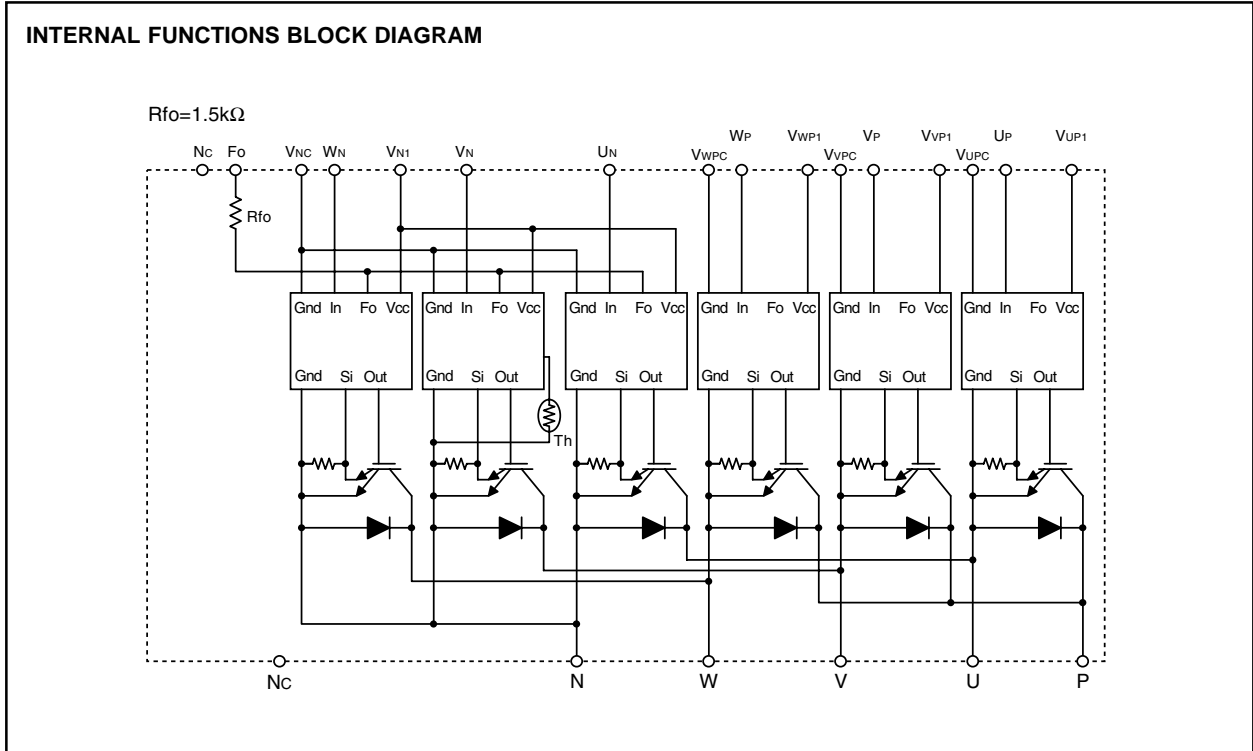 INTERNAL FUNCTIONS BLOCK DIAGRAM
Rfo=1.5kΩ
NC FO VNC WN VN1 VN UN VWPC WP VWP1 VVPC VP VVP1 VUPC UP VUP1
Rfo
Gnd In Fo Vcc Gnd In Fo Vcc Gnd In Fo Vcc Gnd In Fo Vcc Gnd In Fo Vcc Gnd In Fo Vcc
Gnd Si Out Gnd Si Out Gnd Si Out Gnd Si Out Gnd Si Out Gnd Si Out
Th
NC N W V U P